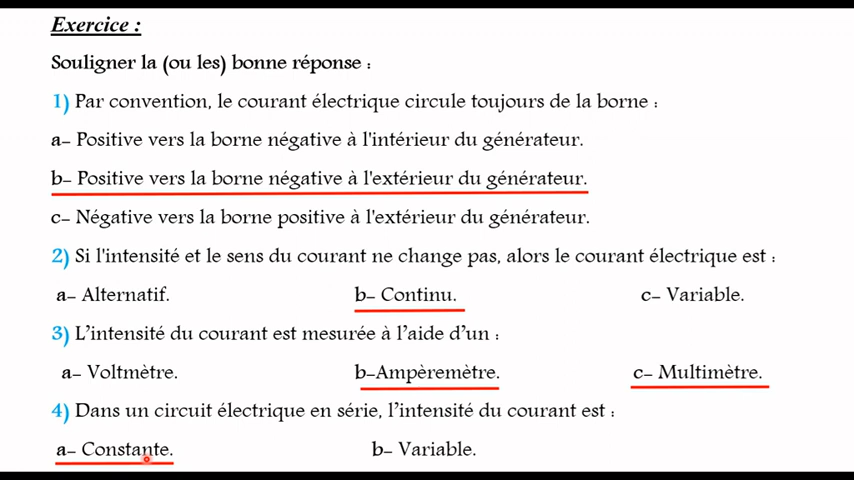 Exercice :
Souligner la (ou les) bonne réponse :
1) Par convention, le courant électrique circule toujours de la borne :
a- Positive vers la borne négative à l'intérieur du générateur.
b- Positive vers la borne négative à l'extérieur du générateur.
c- Négative vers la borne positive à l'extérieur du générateur.
2) Si l'intensité et le sens du courant ne change pas, alors le courant électrique est :
a- Alternatif. b- Continu. c- Variable.
3) L'intensité du courant est mesurée à l'aide d'un :
a- Voltmètre. b-Ampèremètre. c- Multimètre.
4) Dans un circuit électrique en série, l'intensité du courant est :
a- Constante. b- Variable.